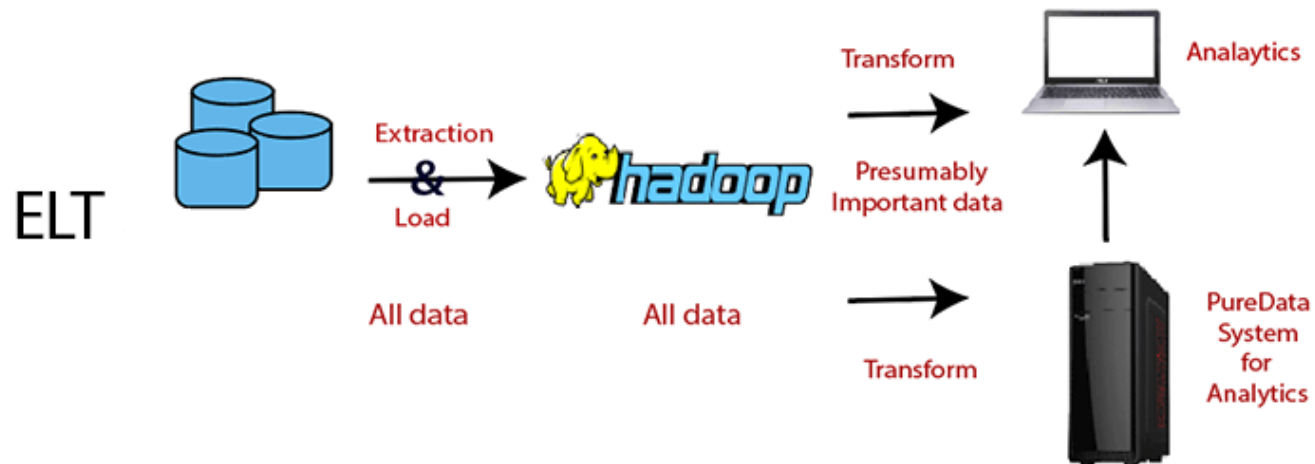 ELT
Extraction
&
Load
All data
hadoop
All data
Transform
Presumably
Important data
Transform
Analaytics
PureData
System
for
Analytics